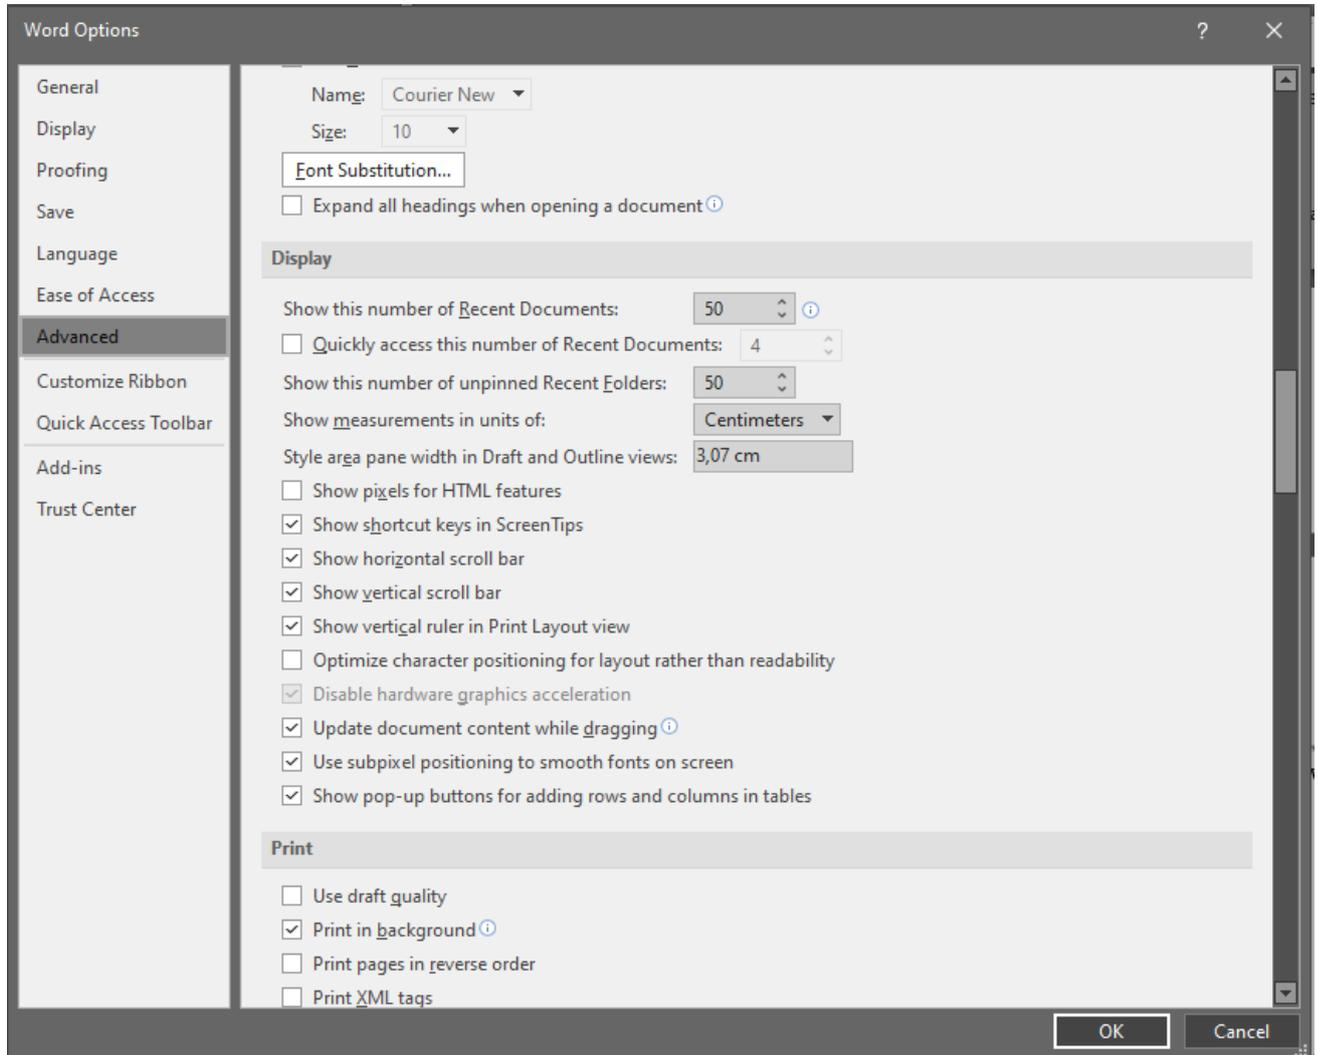 Word Options
?
General
Display
Proofing
Save
Language
Ease of Access
Advanced
Customize Ribbon
Quick Access Toolbar
Add-ins
Trust Center
Name: Courier New
Size: 10
Font Substitution...
Expand all headings when opening a document
Display
Show this number of Recent Documents: 50
Quickly access this number of Recent Documents: 4
Show this number of unpinned Recent Folders: 50
Show measurements in units of: Centimeters
Style area pane width in Draft and Outline views: 3,07 cm
Show pixels for HTML features
Show shortcut keys in ScreenTips
Show horizontal scroll bar
Show vertical scroll bar
Show vertical ruler in Print Layout view
Optimize character positioning for layout rather than readability
Disable hardware graphics acceleration
Update document content while dragging
Use subpixel positioning to smooth fonts on screen
Show pop-up buttons for adding rows and columns in tables
Print
Use draft quality
Print in background
Print pages in reverse order
Print XML tags
OK
Cancel